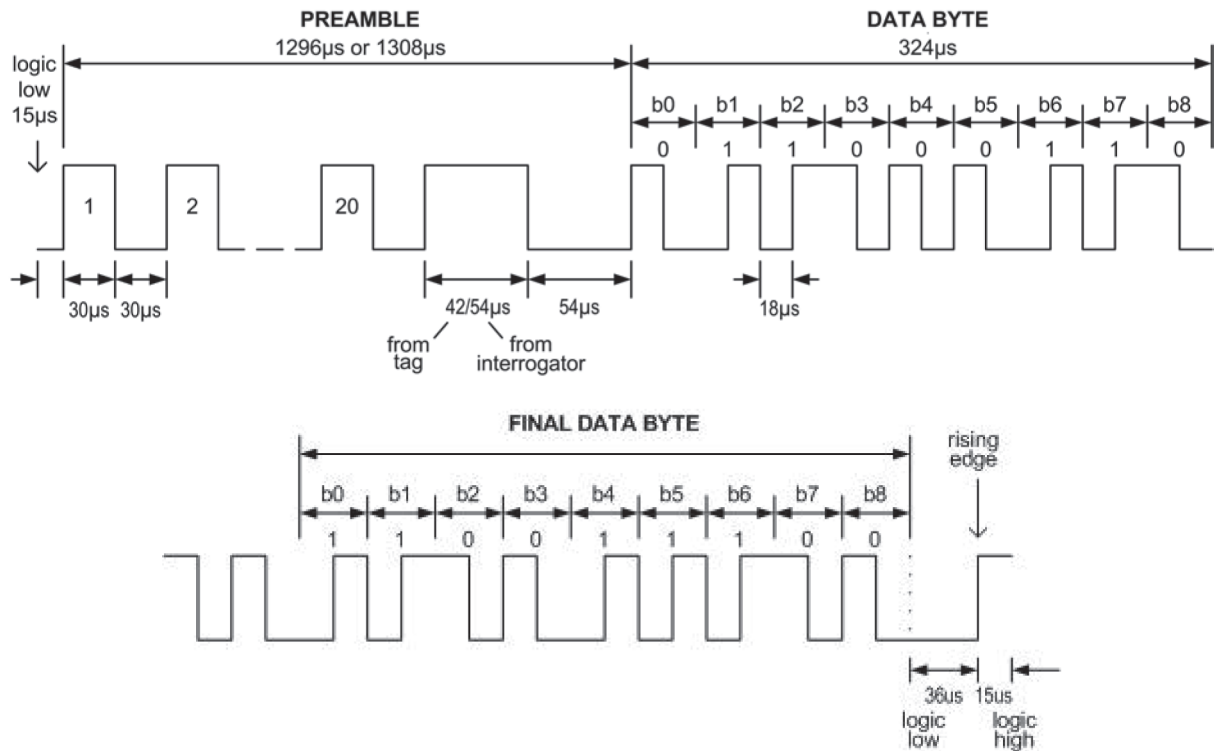 PREAMBLE
1296µs or 1308µs
DATA BYTE
324µs
logic
low
15µs
b0 b1 b2 b3 b4 b5 b6 b7 b8
0 1 1 0 0 0 1 1 0
1 2 20
30µs 30µs
42/54µs
54µs
18µs
from
tag
from
interrogator
FINAL DATA BYTE
rising
edge
b0 b1 b2 b3 b4 b5 b6 b7 b8
1 1 0 0 1 1 1 0 0
36us 15us
logic
low
logic
high